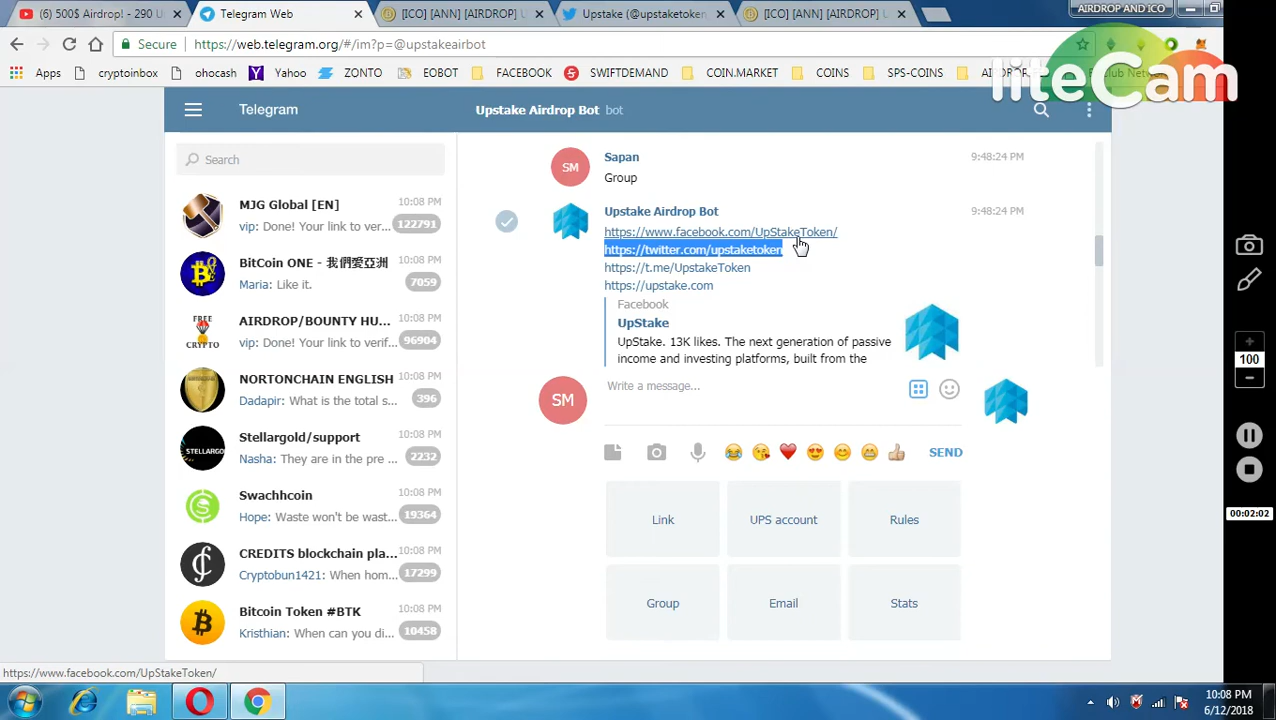 (6) 500$ Airdrop - 290 U
Telegram Web
[ICO] [ANN] [AIRDROP]
Upstake (@upstaketoken
[ICO] [ANN] [AIRDROP] U
AIRDROP AND ICO
Secure
https://web.telegram.org/#/im?p=@upstakeairbot
Apps
cryptoinbox
ohocash
Yahoo
ZONTO
EOBOT
FACEBOOK
SWIFTDEMAND
COIN.MARKET
COINS
SPS-COINS
liteCam
Telegram
Upstake Airdrop Bot bot
Search
MJG Global [EN] 10:08 PM
vip: Done! Your link to ver... 122791
BitCoin ONE - 我們爱亞洲 10:08 PM
Maria: Like it. 7059
FREE
CRYPTO
AIRDROP/BOUNTY HU... 10:08 PM
vip: Done! Your link to verif... 96904
NORTONCHAIN ENGLISH 10:08 PM
Dadapir: What is the total s... 396
STELLARGO
Stellargold/support 10:08 PM
Nasha: They are in the pre ... 2232
Swachhcoin 10:08 PM
Hope: Waste won't be wast... 19364
CREDITS blockchain pla... 10:08 PM
Cryptobun1421: When hom... 17299
Bitcoin Token #BTK 10:08 PM
Kristhian: When can you di... 10458
SM
Sapan 9:48:24 PM
Group
Upstake Airdrop Bot 9:48:24 PM
https://www.facebook.com/UpStakeToken/
https://twitter.com/upstaketoken
https://t.me/UpstakeToken
https://upstake.com
Facebook
UpStake
UpStake. 13K likes. The next generation of passive
income and investing platforms, built from the
SM
Write a message...
SEND
Link
UPS account
Rules
Group
Email
Stats
100
00:02:02
https://www.facebook.com/UpStakeToken/
10:08 PM
6/12/2018